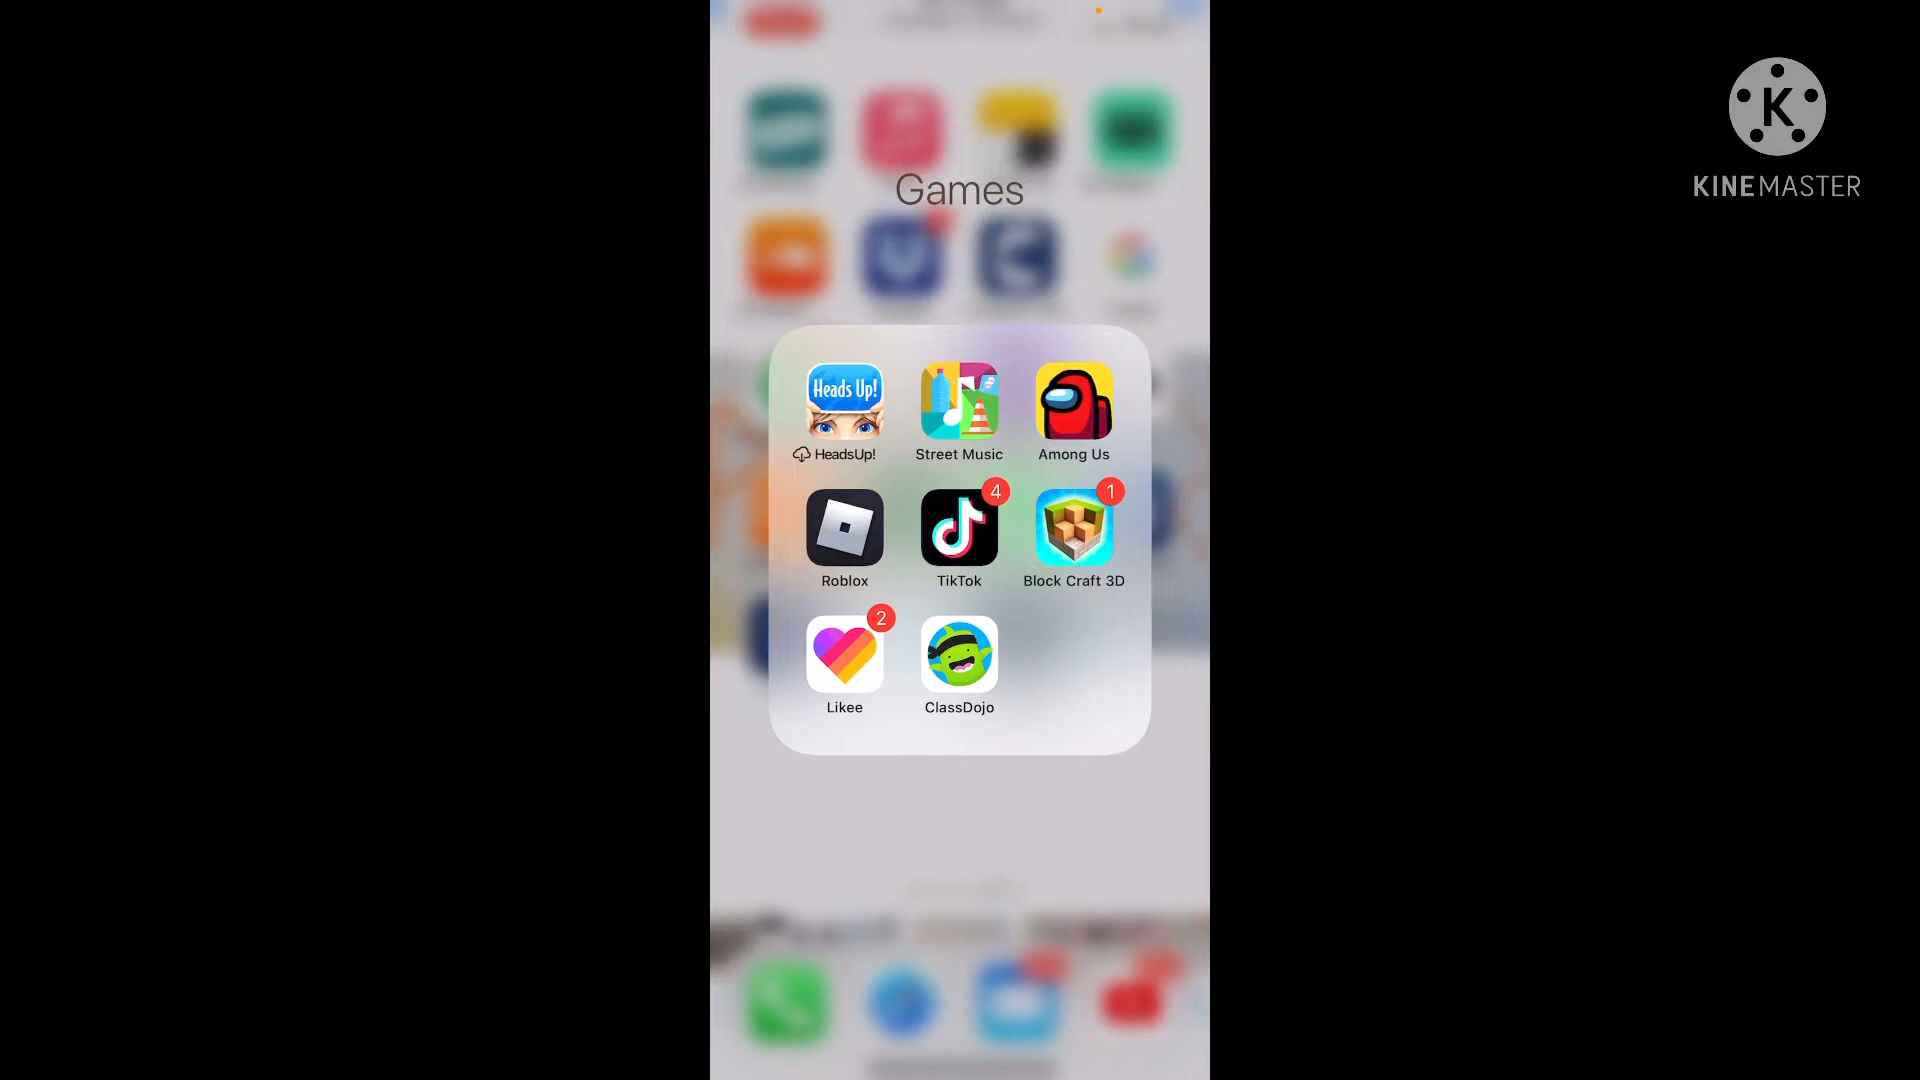 K
KINEMASTER
Games
Heads Up!
HeadsUp!
Street Music
Among Us
4
1
Roblox
TikTok
Block Craft 3D
2
Likee
ClassDojo